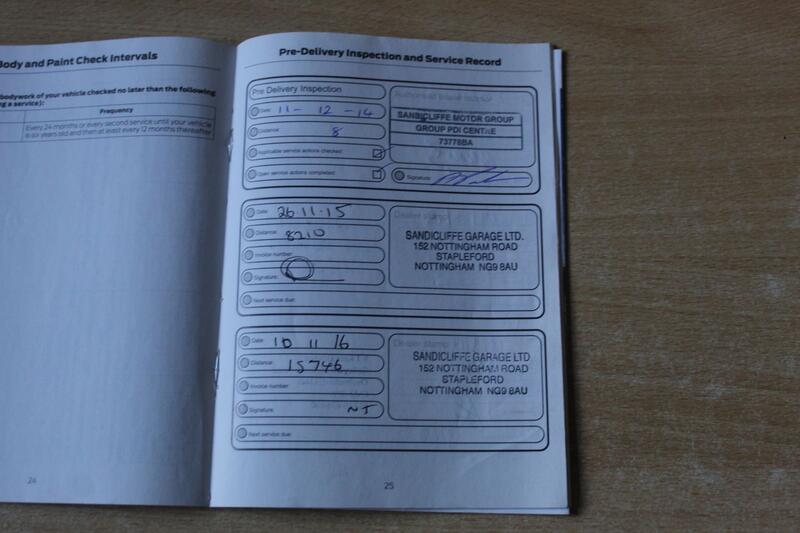 Body and Paint Check Intervals
bodywork of your vehicle checked no later than the following
ng a service):
Frequency
Every 24 months or every second service until your vehicle
is six years old and then at least every 12 months thereafter.
24
Pre-Delivery Inspection and Service Record
Pre Delivery Inspection
Date: 11 - 12 - 14
Distance: 8
Applicable service actions checked:
Open service actions completed:
SANDICLIFFE MOTOR GROUP
GROUP PDI CENTRE
73778BA
Signature:
Date: 26.11.15
Distance: 8210
Invoice number:
Signature:
Next service due:
Dealer stamp
SANDICLIFFE GARAGE LTD.
152 NOTTINGHAM ROAD
STAPLEFORD
NOTTINGHAM NG9 8AU
Date: 10 11 16
Distance: 15746
Invoice number:
Signature: NJ
Next service due:
Dealer stamp
SANDICLIFFE GARAGE LTD
152 NOTTINGHAM ROAD
STAPLEFORD
NOTTINGHAM NG9 8AU
25